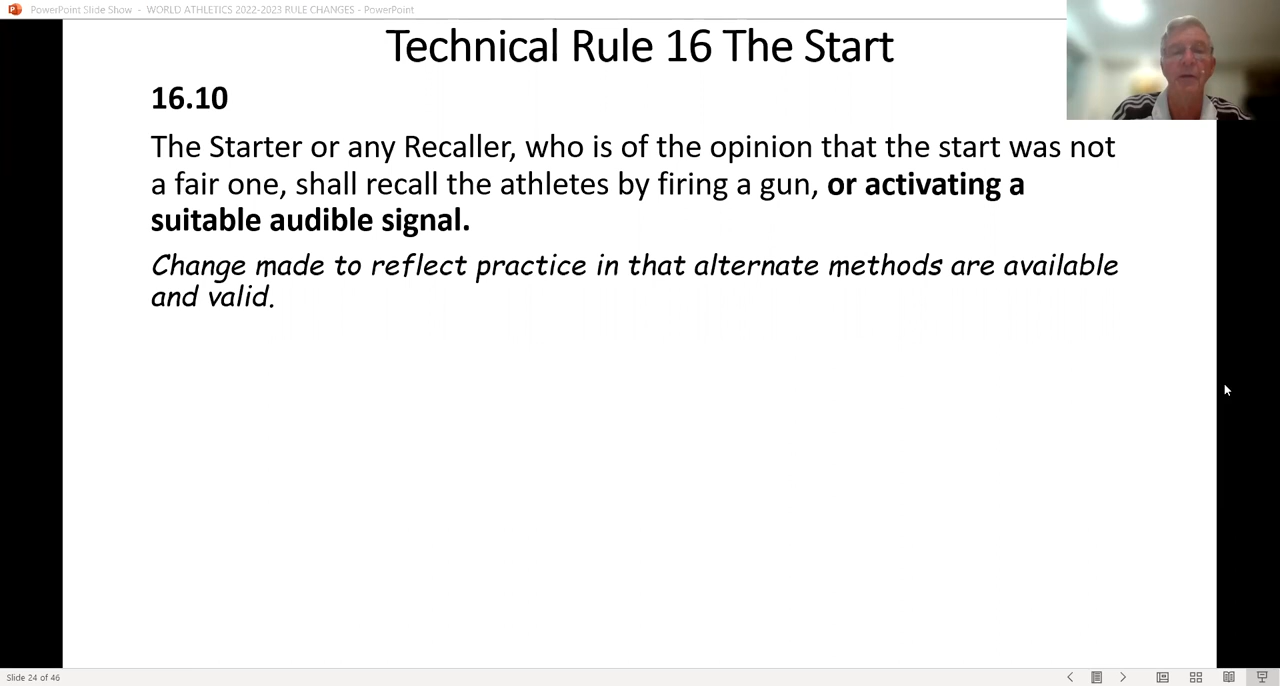 PowerPoint Slide Show - WORLD ATHLETICS 2022-2023 RULE CHANGES - PowerPoint
Technical Rule 16 The Start
16.10
The Starter or any Recaller, who is of the opinion that the start was not
a fair one, shall recall the athletes by firing a gun, or activating a
suitable audible signal.
Change made to reflect practice in that alternate methods are available
and valid.
Slide 24 of 46